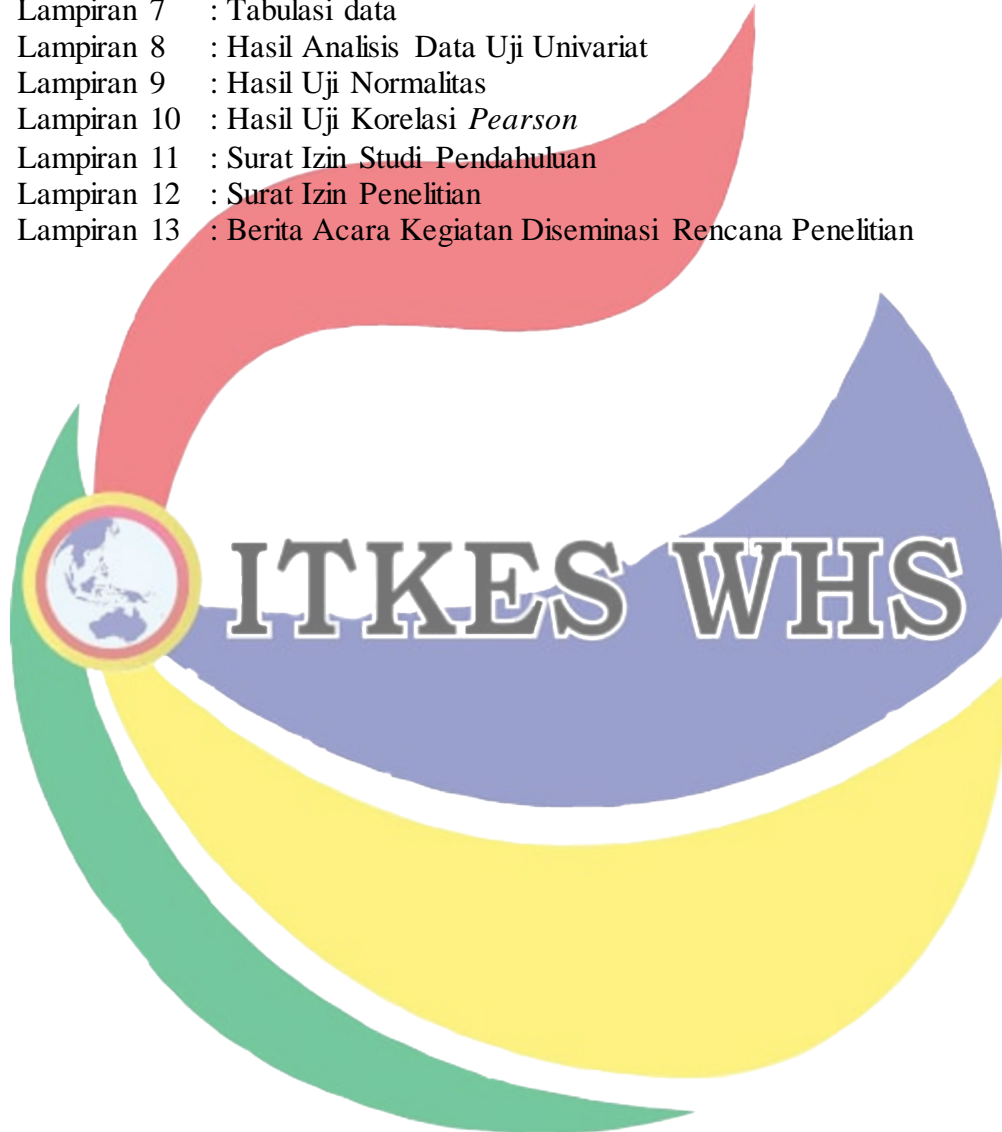 Lampiran 7 : Tabulasi data
Lampiran 8 : Hasil Analisis Data Uji Univariat
Lampiran 9 : Hasil Uji Normalitas
Lampiran 10 : Hasil Uji Korelasi Pearson
Lampiran 11 : Surat Izin Studi Pendahuluan
Lampiran 12 : Surat Izin Penelitian
Lampiran 13 : Berita Acara Kegiatan Diseminasi Rencana Penelitian
ITKES WHS